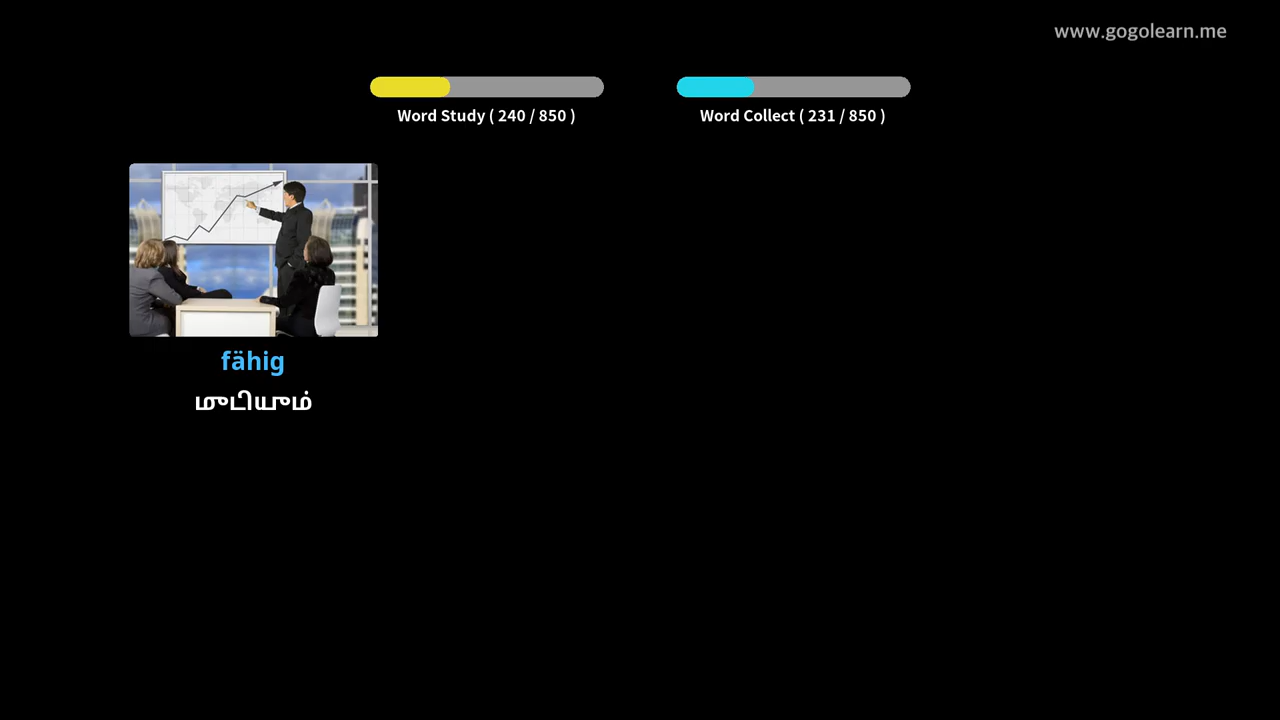 www.gogolearn.me
Word Study ( 240 / 850 )
Word Collect ( 231 / 850 )
fähig
முடியும்